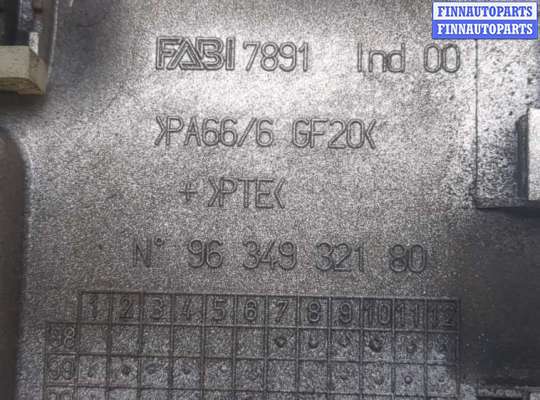 FINNAUTOPARTS
FINNAUTOPARTS
FABI 7891 Ind 00
>PA66/6 GF20<
+ >PTE<
N° 96 349 321 80
1 2 3 4 5 6 7 8 9 10 11 12
98
99